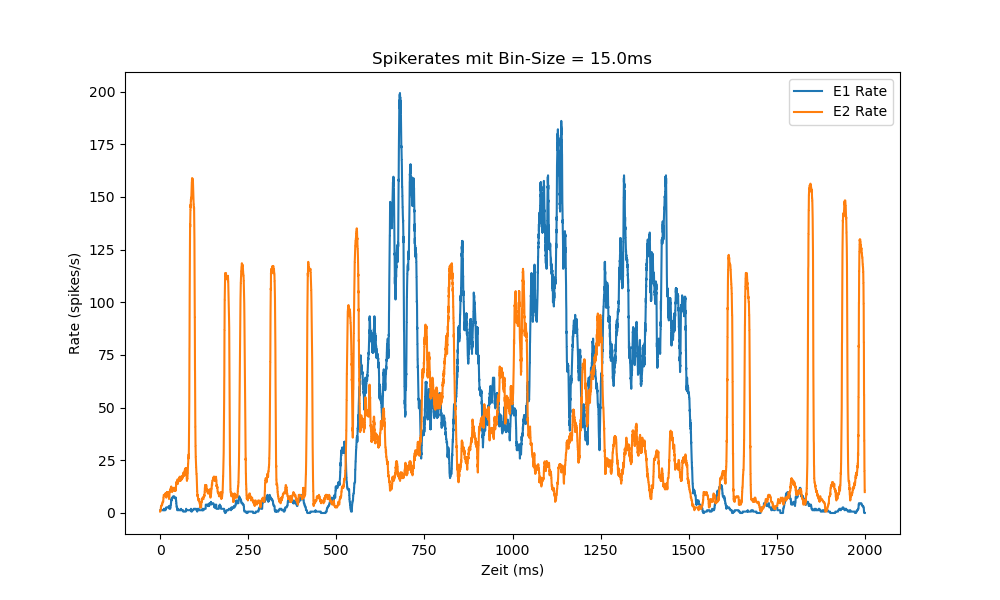 Spikerates mit Bin-Size = 15.0ms
E1 Rate
E2 Rate
200
175
150
125
100
75
50
25
0
Rate (spikes/s)
0 250 500 750 1000 1250 1500 1750 2000
Zeit (ms)